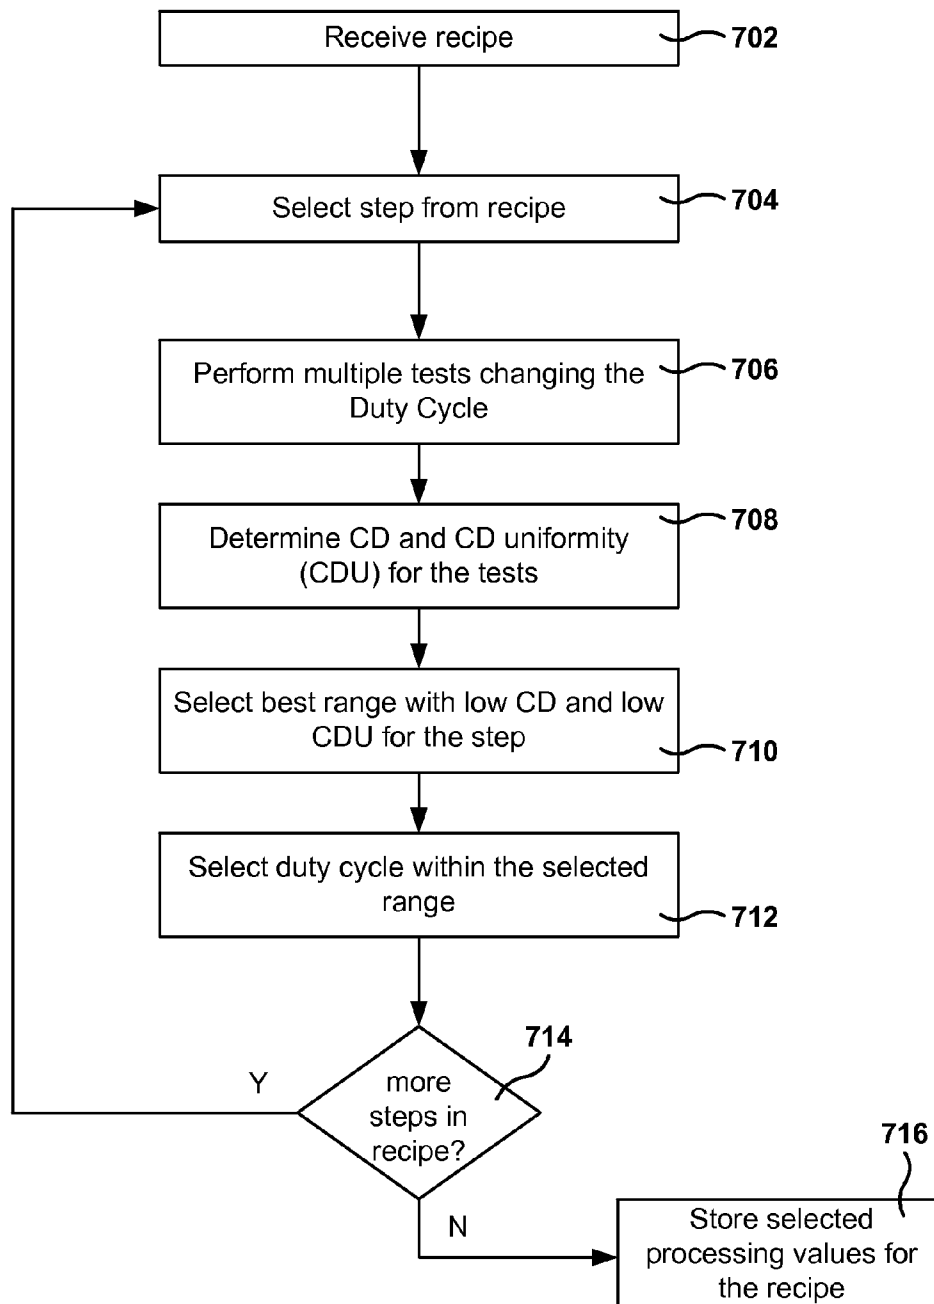 Receive recipe
702
Select step from recipe
704
Perform multiple tests changing the
Duty Cycle
706
Determine CD and CD uniformity
(CDU) for the tests
708
Select best range with low CD and low
CDU for the step
710
Select duty cycle within the selected
range
712
714
more
steps in
recipe?
Y
N
716
Store selected
processing values for
the recipe